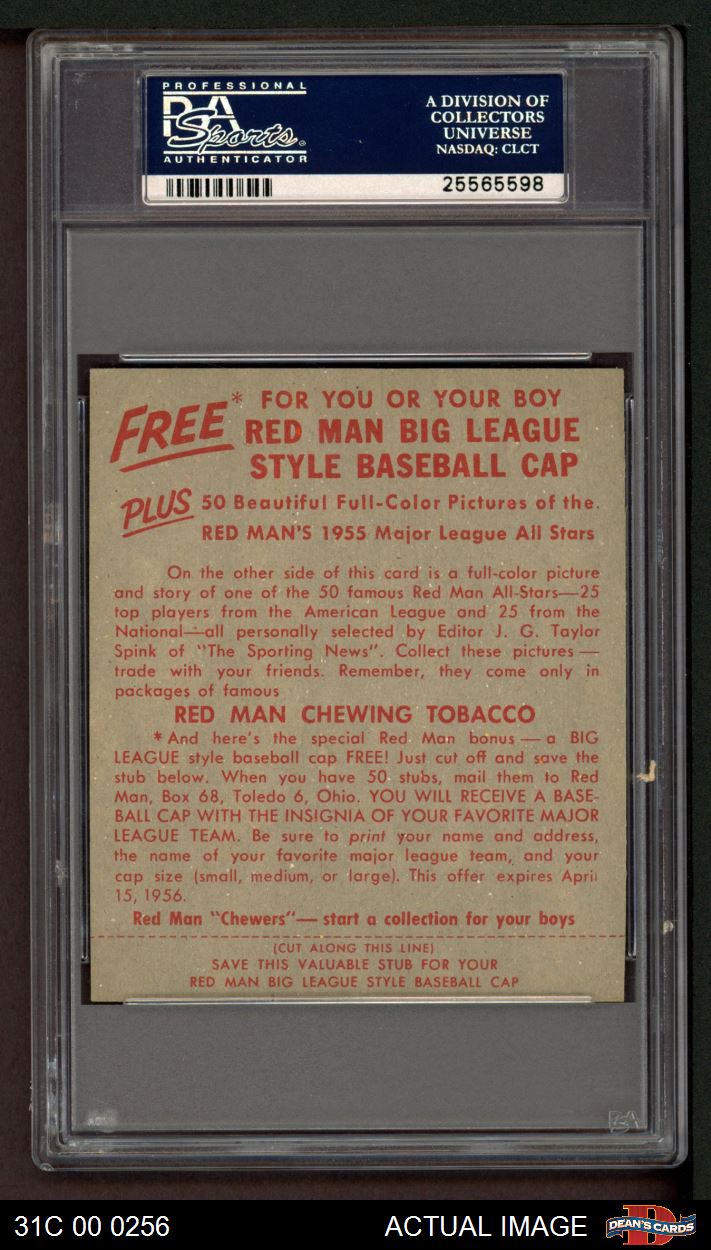 PROFESSIONAL
PSA
Sports
AUTHENTICATOR
A DIVISION OF
COLLECTORS
UNIVERSE
NASDAQ: CLCT
25565598
FREE* FOR YOU OR YOUR BOY
RED MAN BIG LEAGUE
STYLE BASEBALL CAP
PLUS 50 Beautiful Full-Color Pictures of the.
RED MAN'S 1955 Major League All Stars
On the other side of this card is a full-color picture
and story of one of the 50 famous Red Man All-Stars—25
top players from the American League and 25 from the
National—all personally selected by Editor J. G. Taylor
Spink of "The Sporting News". Collect these pictures —
trade with your friends. Remember, they come only in
packages of famous
RED MAN CHEWING TOBACCO
*And here's the special Red Man bonus — a BIG
LEAGUE style baseball cap FREE! Just cut off and save the
stub below. When you have 50 stubs, mail them to Red
Man, Box 68, Toledo 6, Ohio. YOU WILL RECEIVE A BASE-
BALL CAP WITH THE INSIGNIA OF YOUR FAVORITE MAJOR
LEAGUE TEAM. Be sure to print your name and address,
the name of your favorite major league team, and your
cap size (small, medium, or large). This offer expires April
15, 1956.
Red Man "Chewers"— start a collection for your boys
(CUT ALONG THIS LINE)
SAVE THIS VALUABLE STUB FOR YOUR
RED MAN BIG LEAGUE STYLE BASEBALL CAP
PSA
31C 00 0256
ACTUAL IMAGE
DEAN'S CARDS